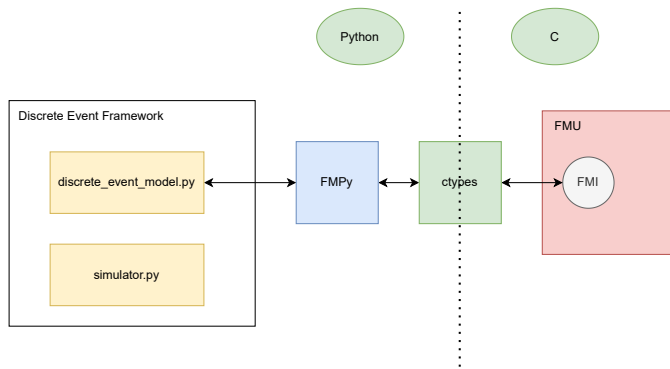 Python
C
Discrete Event Framework
FMU
discrete_event_model.py
FMPy
ctypes
FMI
simulator.py